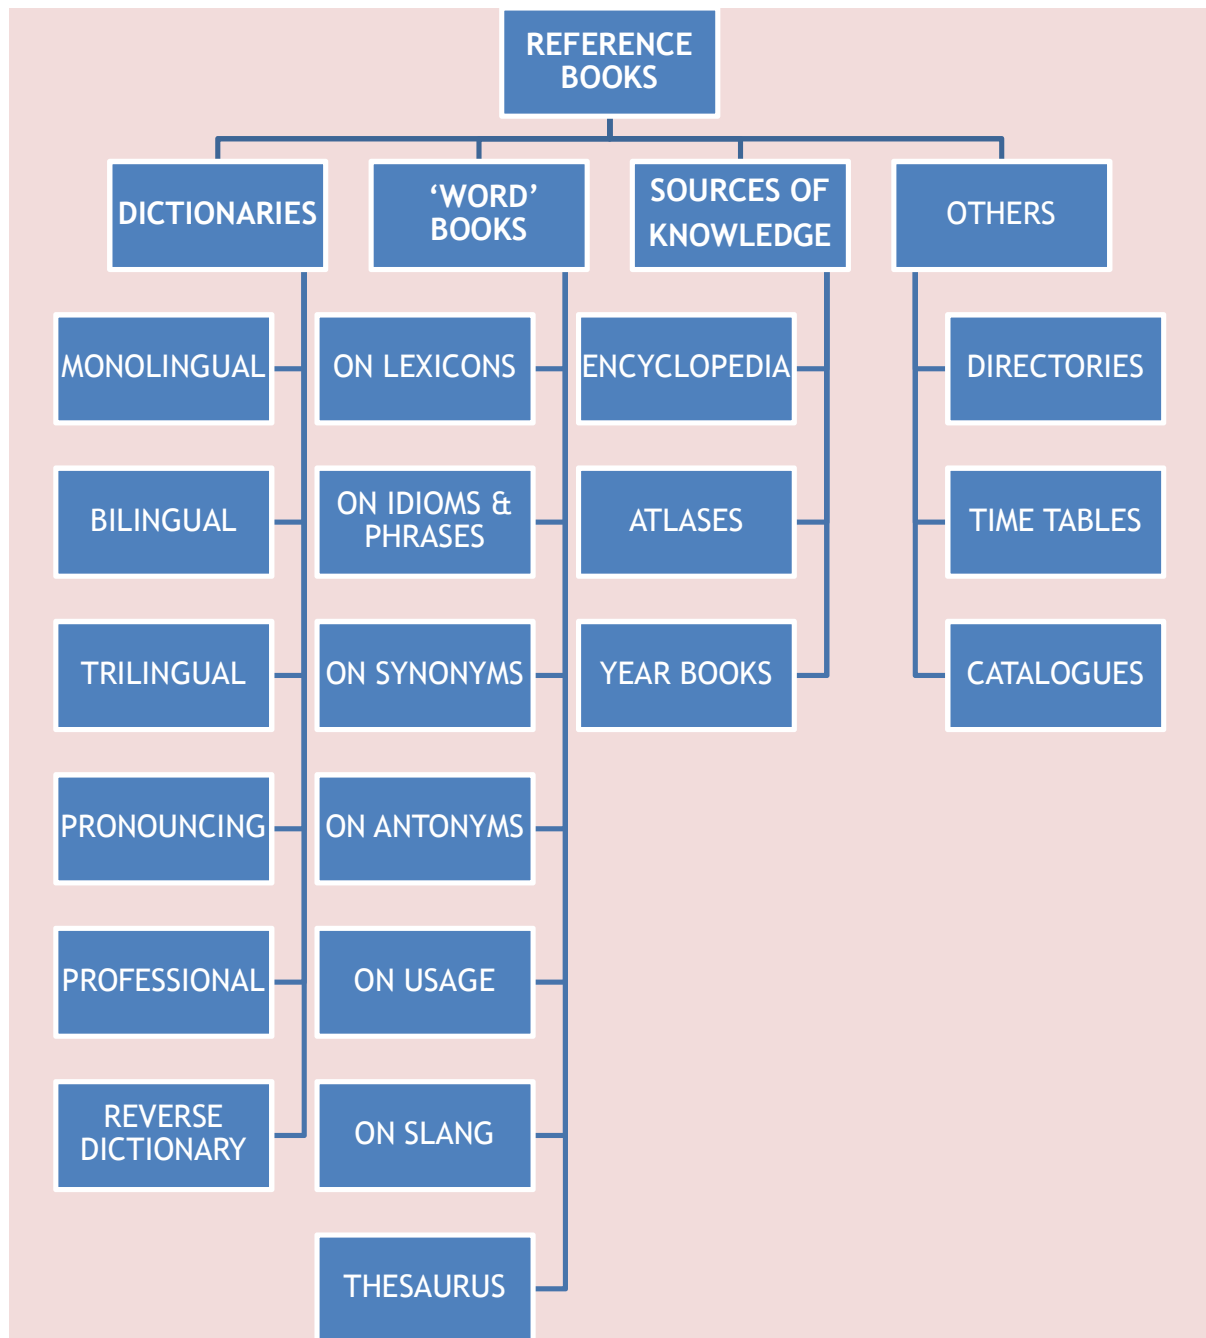 REFERENCE
BOOKS
DICTIONARIES
‘WORD’
BOOKS
SOURCES OF
KNOWLEDGE
OTHERS
MONOLINGUAL
BILINGUAL
TRILINGUAL
PRONOUNCING
PROFESSIONAL
REVERSE
DICTIONARY
ON LEXICONS
ON IDIOMS &
PHRASES
ON SYNONYMS
ON ANTONYMS
ON USAGE
ON SLANG
THESAURUS
ENCYCLOPEDIA
ATLASES
YEAR BOOKS
DIRECTORIES
TIME TABLES
CATALOGUES